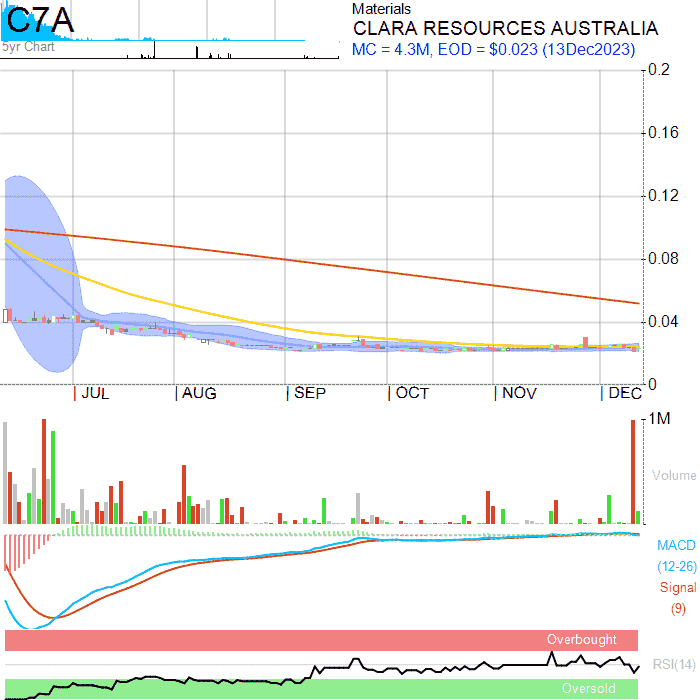 C7A
5yr Chart
Materials
CLARA RESOURCES AUSTRALIA
MC = 4.3M, EOD = $0.023 (13Dec2023)
0.2
0.16
0.12
0.08
0.04
0
JUL AUG SEP OCT NOV DEC
1M
Volume
MACD
(12-26)
Signal
(9)
Overbought
RSI(14)
Oversold